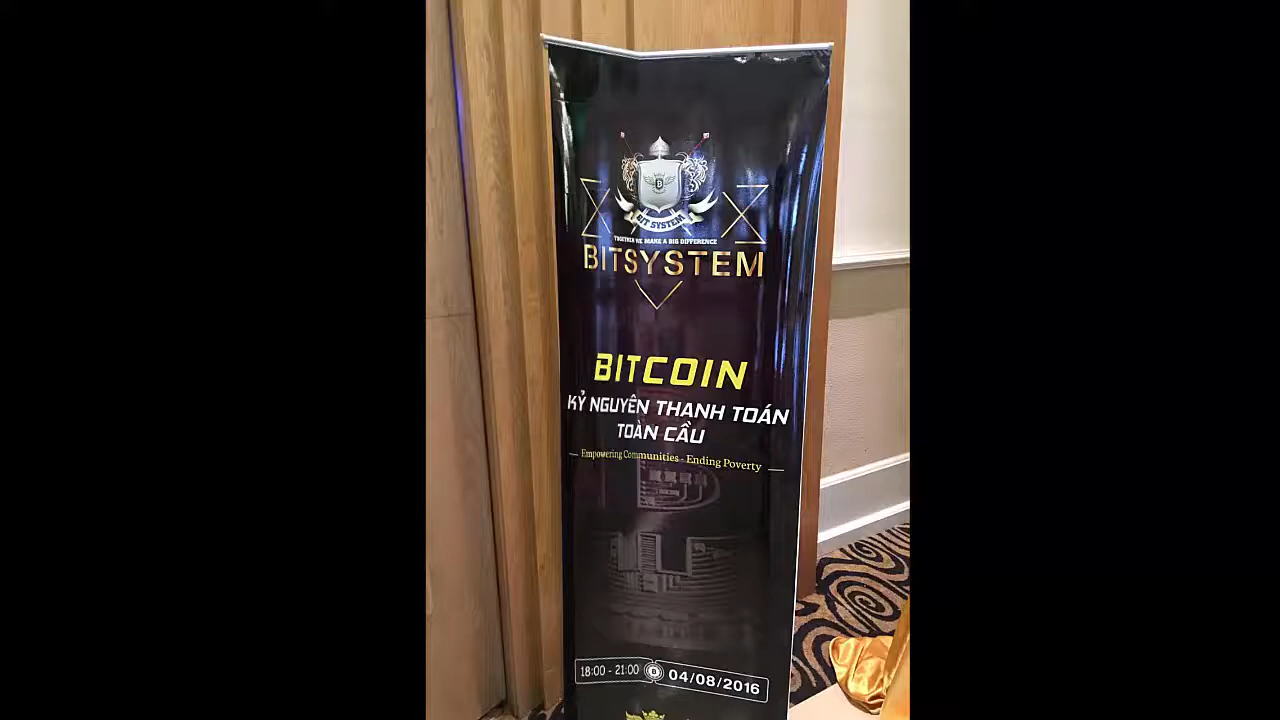 B
BIT SYSTEM
TOGETHER WE MAKE A BIG DIFFERENCE
BITSYSTEM
BITCOIN
KỶ NGUYÊN THANH TOÁN
TOÀN CẦU
Empowering Communities - Ending Poverty
18:00 - 21:00 B 04/08/2016